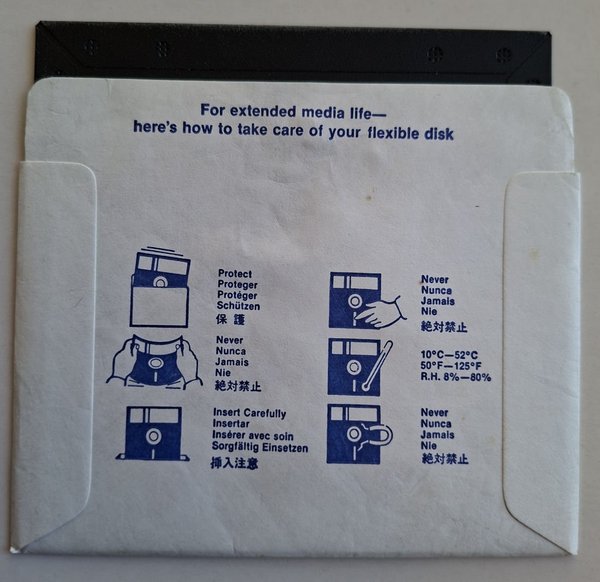 For extended media life—
here's how to take care of your flexible disk
Protect
Proteger
Protéger
Schützen
保護
Never
Nunca
Jamais
Nie
絶対禁止
Insert Carefully
Insertar
Insérer avec soin
Sorgfältig Einsetzen
挿入注意
Never
Nunca
Jamais
Nie
絶対禁止
10°C—52°C
50°F—125°F
R.H. 8%—80%
Never
Nunca
Jamais
Nie
絶対禁止